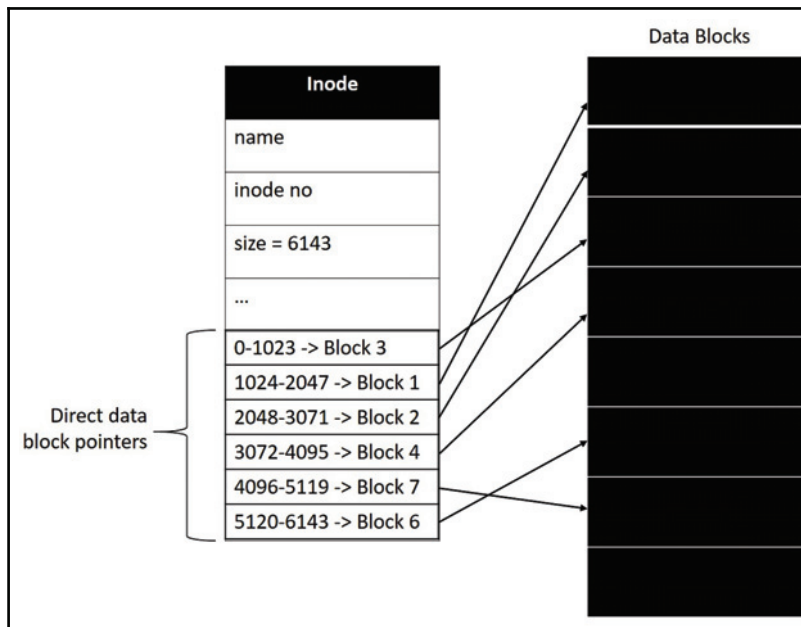 Data Blocks
Inode
name
inode no
size = 6143
...
0-1023 -> Block 3
1024-2047 -> Block 1
2048-3071 -> Block 2
3072-4095 -> Block 4
4096-5119 -> Block 7
5120-6143 -> Block 6
Direct data
block pointers